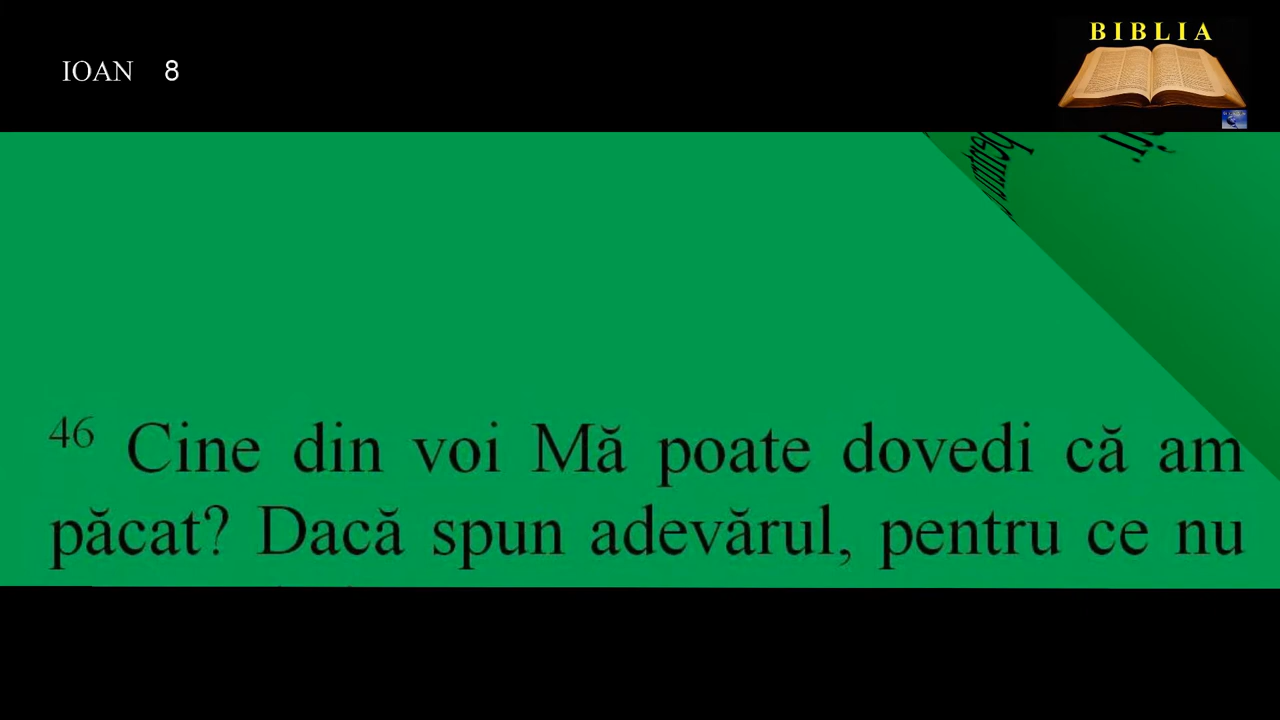 BIBLIA
IOAN 8
46 Cine din voi Mă poate dovedi că am
păcat? Dacă spun adevărul, pentru ce nu